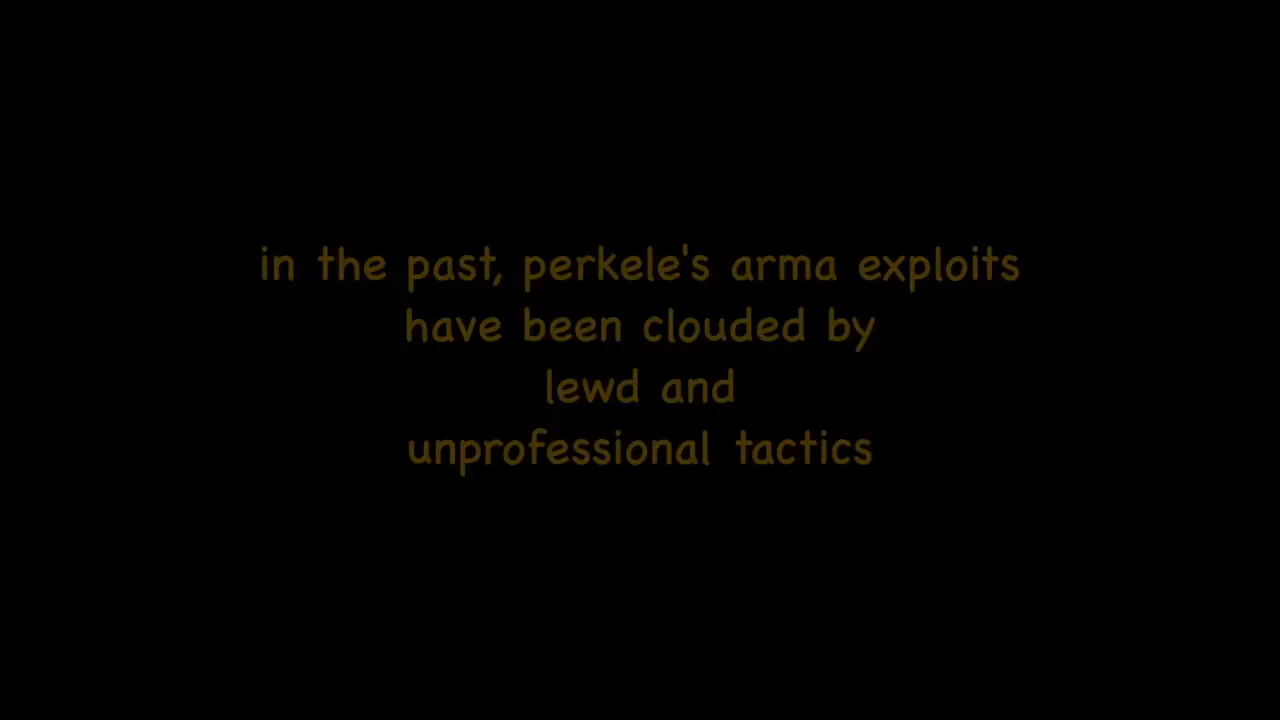 in the past, perkele's arma exploits
have been clouded by
lewd and
unprofessional tactics